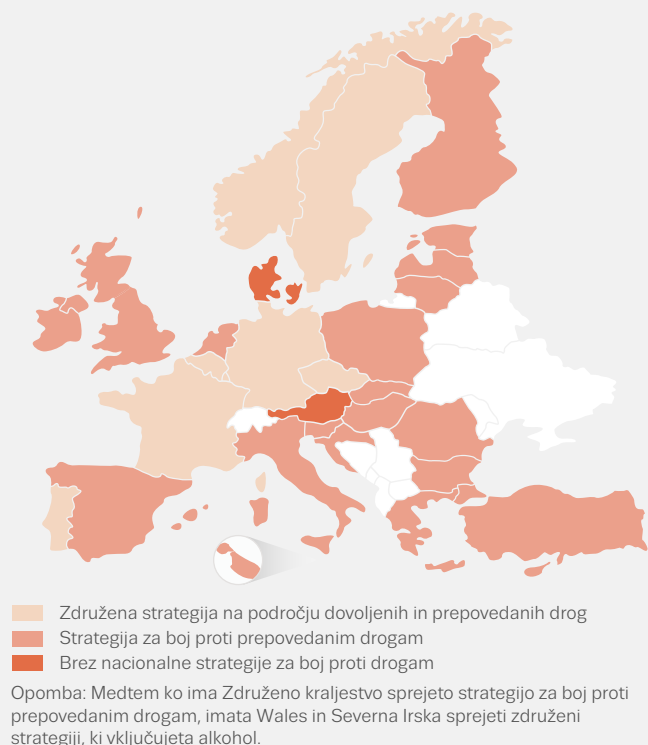 Združena strategija na področju dovoljenih in prepovedanih drog
Strategija za boj proti prepovedanim drogam
Brez nacionalne strategije za boj proti drogam
Opomba: Medtem ko ima Združeno kraljestvo sprejeto strategijo za boj proti
prepovedanim drogam, imata Wales in Severna Irska sprejeti združeni
strategiji, ki vključujeta alkohol.